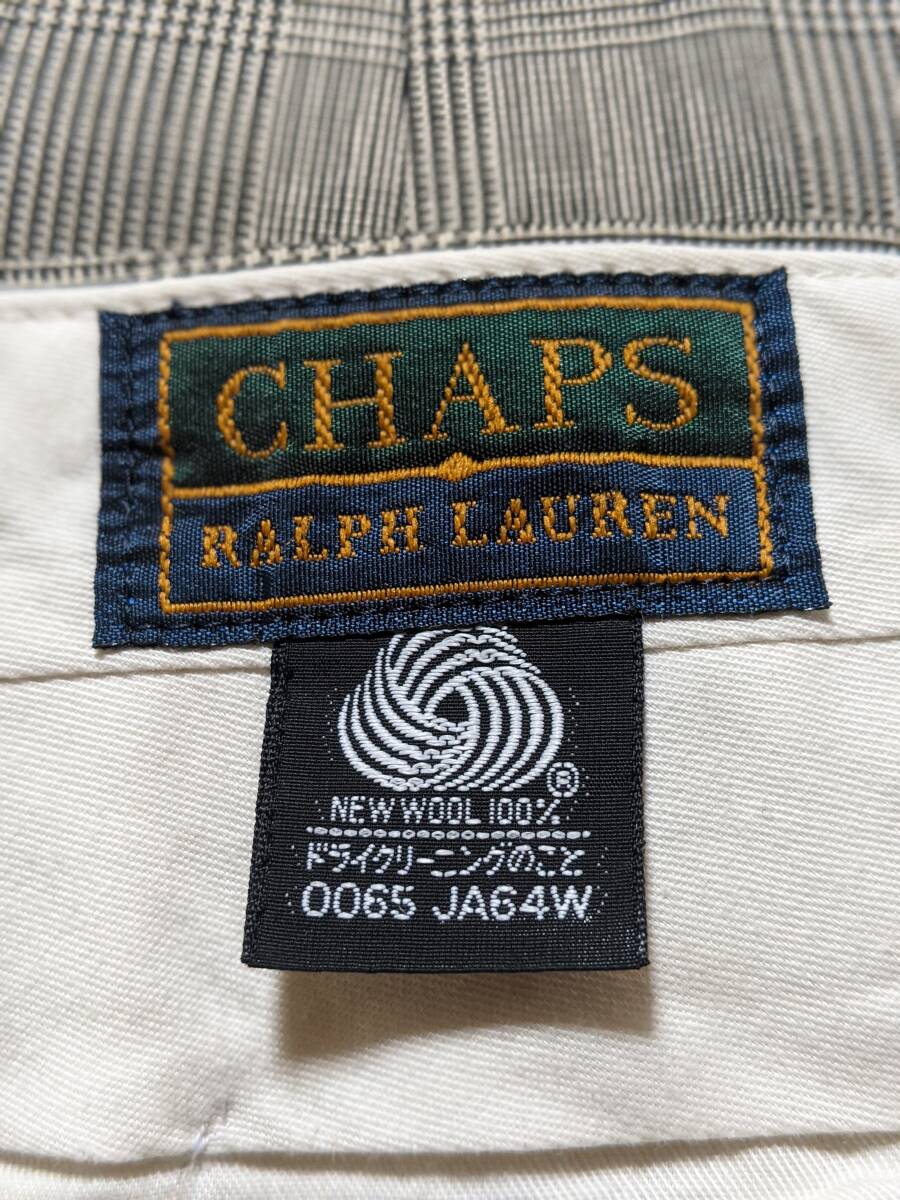 CHAPS
RALPH LAUREN
®
NEW WOOL 100%
ドライクリーニングのこと
0065 JA64W